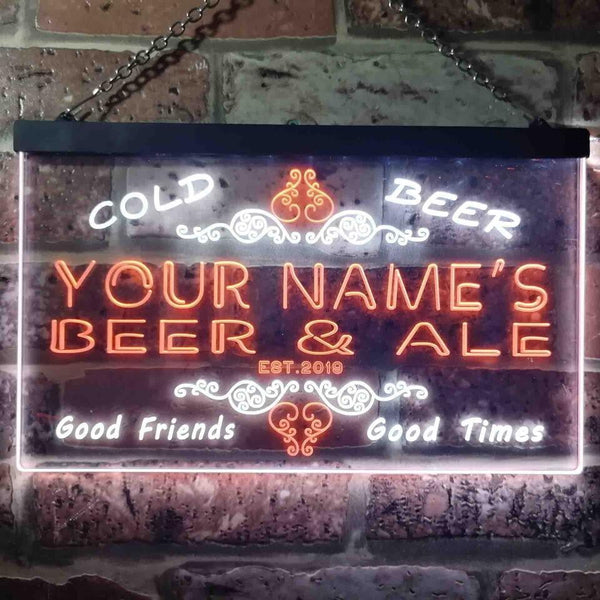 COLD BEER
YOUR NAME'S
BEER & ALE
EST.2019
Good Friends Good Times